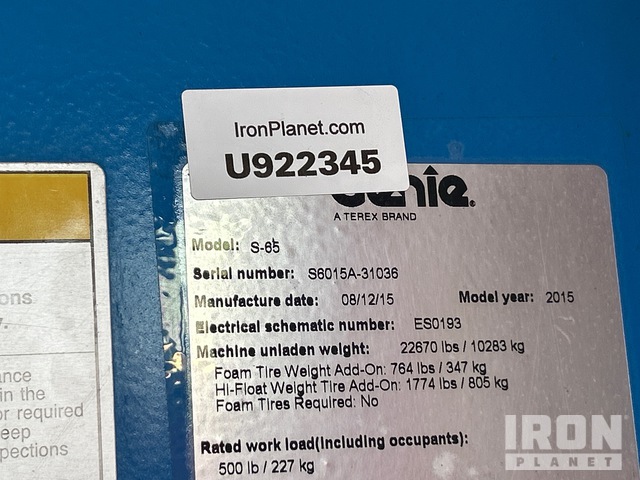 IronPlanet.com
U922345
Genie.
A TEREX BRAND
Model: S-65
Serial number: S6015A-31036
Manufacture date: 08/12/15 Model year: 2015
Electrical schematic number: ES0193
Machine unladen weight: 22670 lbs / 10283 kg
Foam Tire Weight Add-On: 764 lbs / 347 kg
Hi-Float Weight Tire Add-On: 1774 lbs / 805 kg
Foam Tires Required: No
Rated work load(including occupants):
500 lb / 227 kg
ons
y.
ance
in the
or required
eep
pections
IRON
PLANET